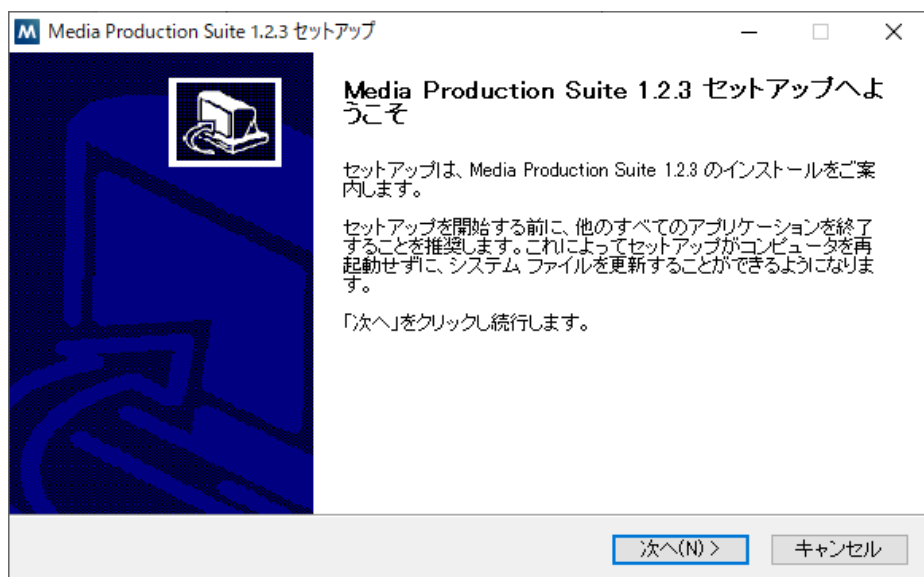 M Media Production Suite 1.2.3 セットアップ
Media Production Suite 1.2.3 セットアップへよ
うこそ
セットアップは、Media Production Suite 1.2.3 のインストールをご案
内します。
セットアップを開始する前に、他のすべてのアプリケーションを終了
することを推奨します。これによってセットアップがコンピュータを再
起動せずに、システム ファイルを更新することができるようになりま
す。
「次へ」をクリックし続行します。
次へ(N) >
キャンセル